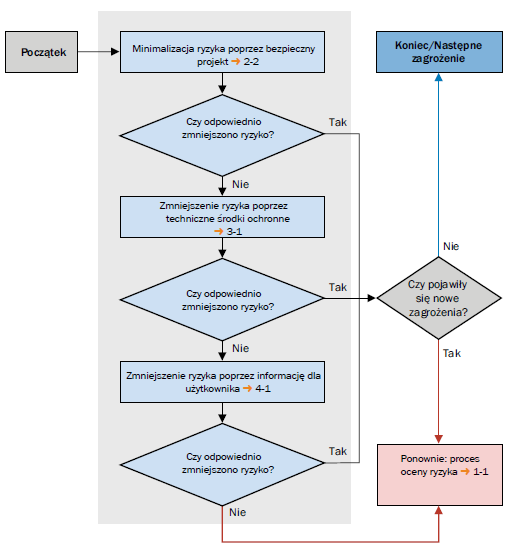 Początek
Minimalizacja ryzyka poprzez bezpieczny
projekt ➜ 2-2
Koniec/Następne
zagrożenie
Czy odpowiednio
zmniejszono ryzyko?
Tak
Nie
Zmniejszenie ryzyka poprzez
techniczne środki ochronne
➜ 3-1
Czy odpowiednio
zmniejszono ryzyko?
Tak
Nie
Nie
Czy pojawiły
się nowe
zagrożenia?
Tak
Zmniejszenie ryzyka poprzez informację dla
użytkownika ➜ 4-1
Czy odpowiednio
zmniejszono ryzyko?
Tak
Nie
Ponownie: proces
oceny ryzyka ➜ 1-1